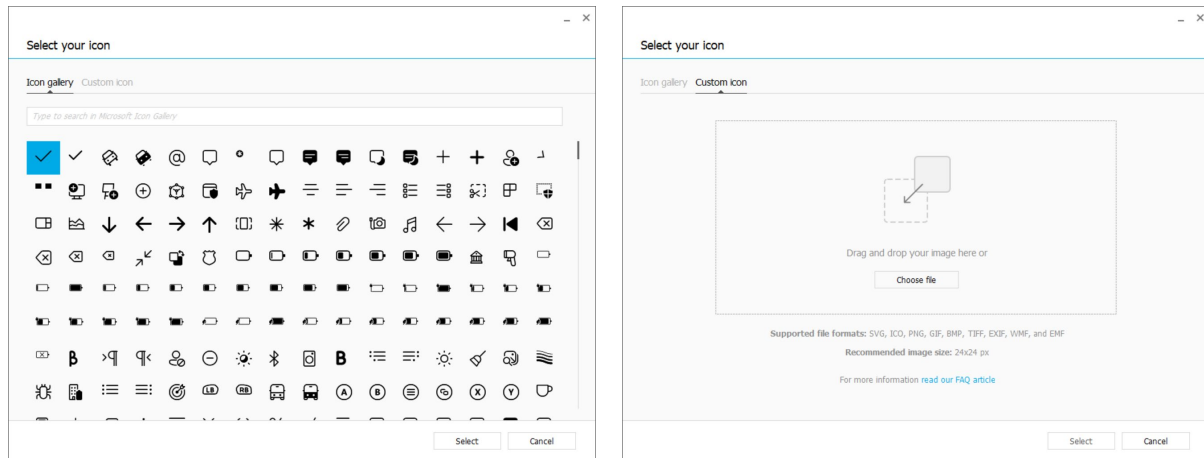 Select your icon
Icon gallery Custom icon
Type to search in Microsoft Icon Gallery
LB RB
A B X Y
Select Cancel
Select your icon
Icon gallery Custom icon
Drag and drop your image here or
Choose file
Supported file formats: SVG, ICO, PNG, GIF, BMP, TIFF, EXIF, WMF, and EMF
Recommended image size: 24x24 px
For more information read our FAQ article
Select Cancel